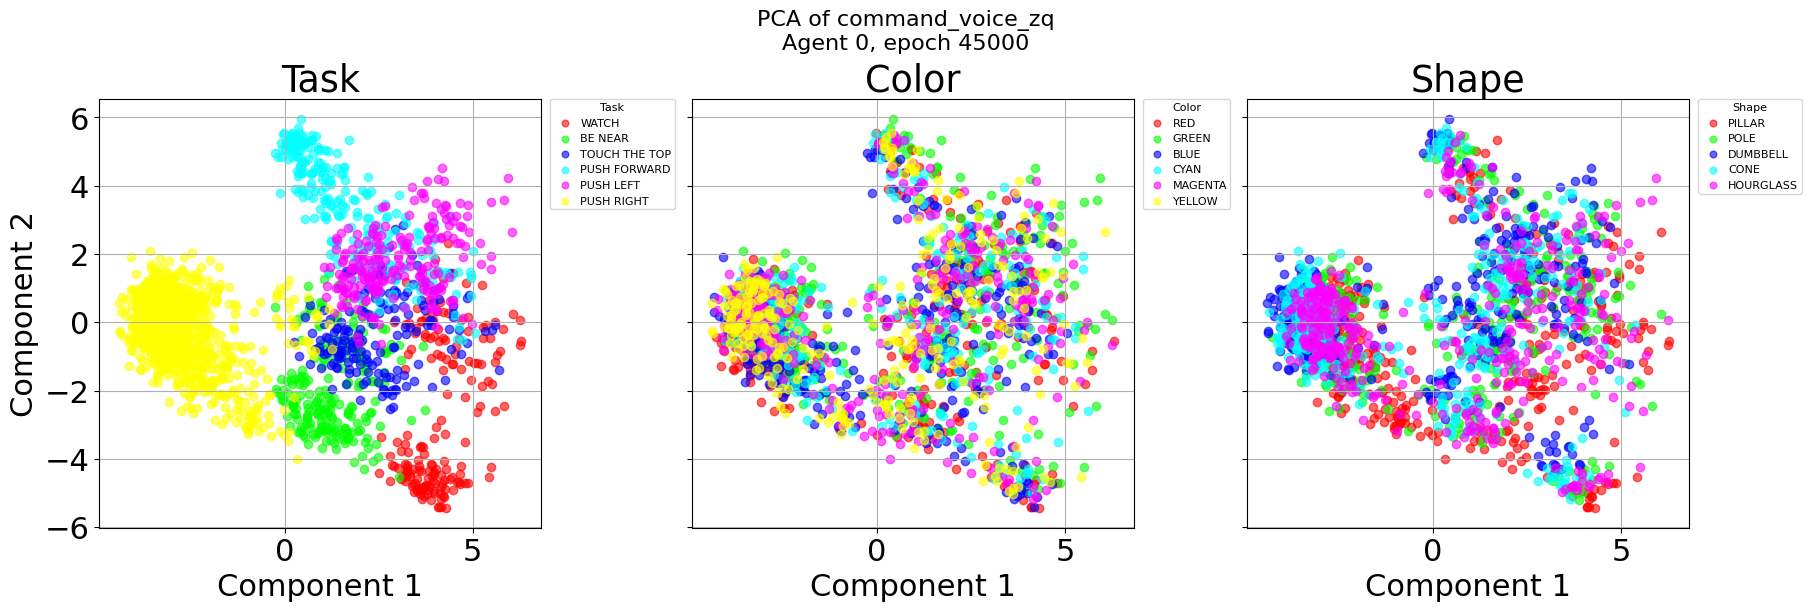 PCA of command_voice_zq
Agent 0, epoch 45000
Task
Color
Shape
Component 2
6
4
2
0
−2
−4
−6
0 5
Component 1
Task
WATCH
BE NEAR
TOUCH THE TOP
PUSH FORWARD
PUSH LEFT
PUSH RIGHT
0 5
Component 1
Color
RED
GREEN
BLUE
CYAN
MAGENTA
YELLOW
0 5
Component 1
Shape
PILLAR
POLE
DUMBBELL
CONE
HOURGLASS